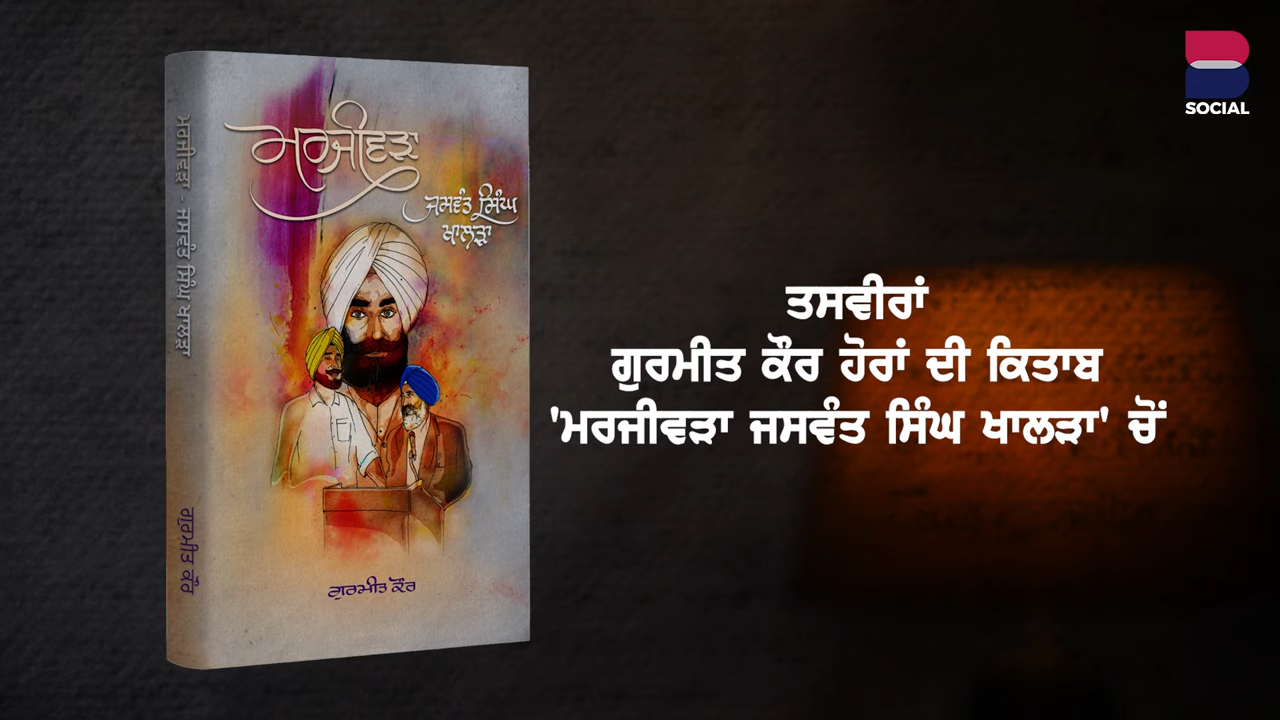 ਮਰਜੀਵੜਾ
ਜਸਵੰਤ ਸਿੰਘ
ਖਾਲੜਾ
ਗੁਰਮੀਤ ਕੌਰ
ਮਰਜੀਵੜਾ - ਜਸਵੰਤ ਸਿੰਘ ਖਾਲੜਾ
ਗੁਰਮੀਤ ਕੌਰ
ਤਸਵੀਰਾਂ
ਗੁਰਮੀਤ ਕੌਰ ਹੋਰਾਂ ਦੀ ਕਿਤਾਬ
'ਮਰਜੀਵੜਾ ਜਸਵੰਤ ਸਿੰਘ ਖਾਲੜਾ' ਚੋਂ
SOCIAL